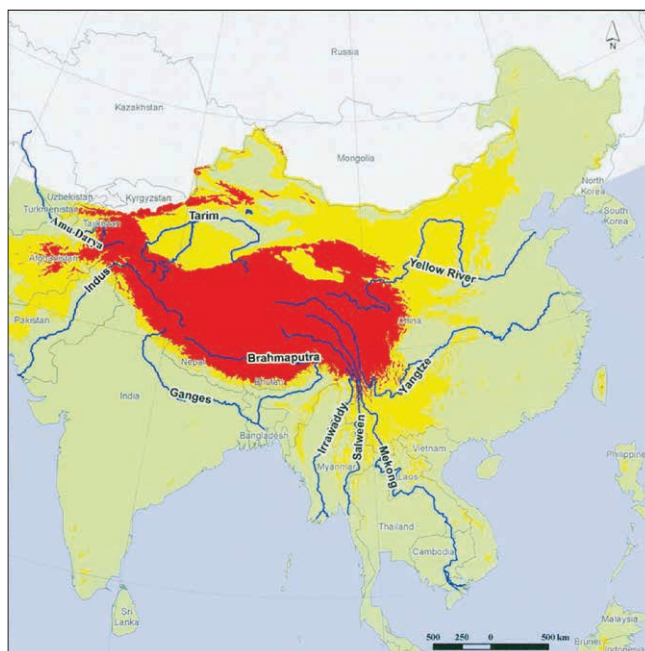 Russia
N
Kazakhstan
Mongolia
North
Korea
South
Korea
Uzbekistan
Kyrgyzstan
Turkmenistan
Tarim
Tajikistan
Amu-Darya
Afghanistan
Indus
Yellow River
Pakistan
China
Nepal
Brahmaputra
Bhutan
Yangtze
Ganges
India
Bangladesh
Irrawaddy
Salween
Mekong
Myanmar
Vietnam
Laos
Philippine
Thailand
Cambodia
Sri
Lanka
Malaysia
Brunei
Indonesia
500 250 0 500 km